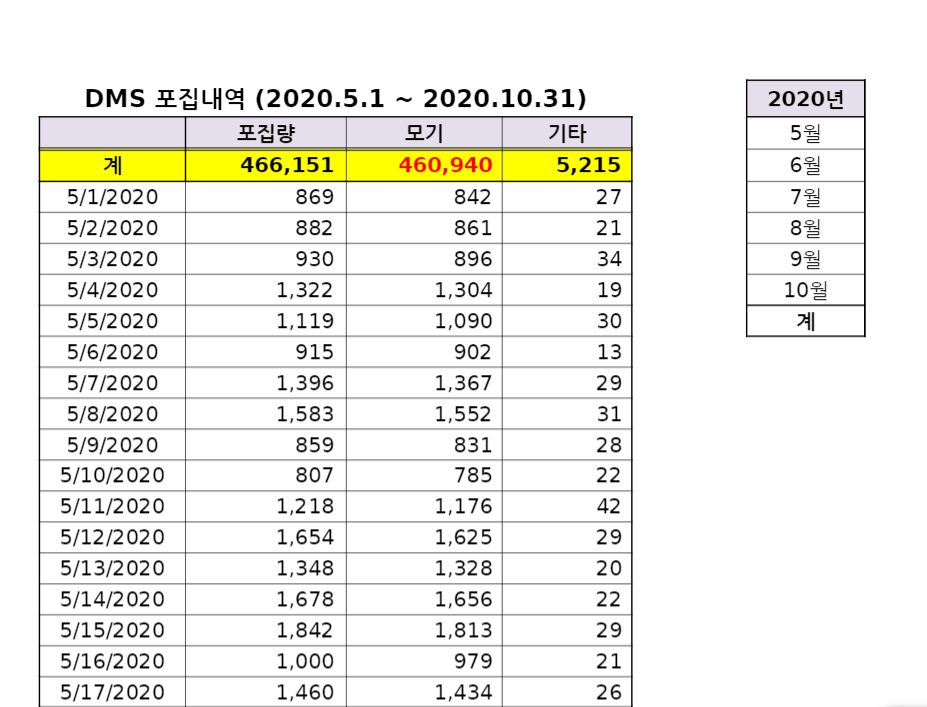 DMS 포집내역 (2020.5.1 ~ 2020.10.31)
포집량 모기 기타
계 466,151 460,940 5,215
5/1/2020 869 842 27
5/2/2020 882 861 21
5/3/2020 930 896 34
5/4/2020 1,322 1,304 19
5/5/2020 1,119 1,090 30
5/6/2020 915 902 13
5/7/2020 1,396 1,367 29
5/8/2020 1,583 1,552 31
5/9/2020 859 831 28
5/10/2020 807 785 22
5/11/2020 1,218 1,176 42
5/12/2020 1,654 1,625 29
5/13/2020 1,348 1,328 20
5/14/2020 1,678 1,656 22
5/15/2020 1,842 1,813 29
5/16/2020 1,000 979 21
5/17/2020 1,460 1,434 26
2020년
5월
6월
7월
8월
9월
10월
계